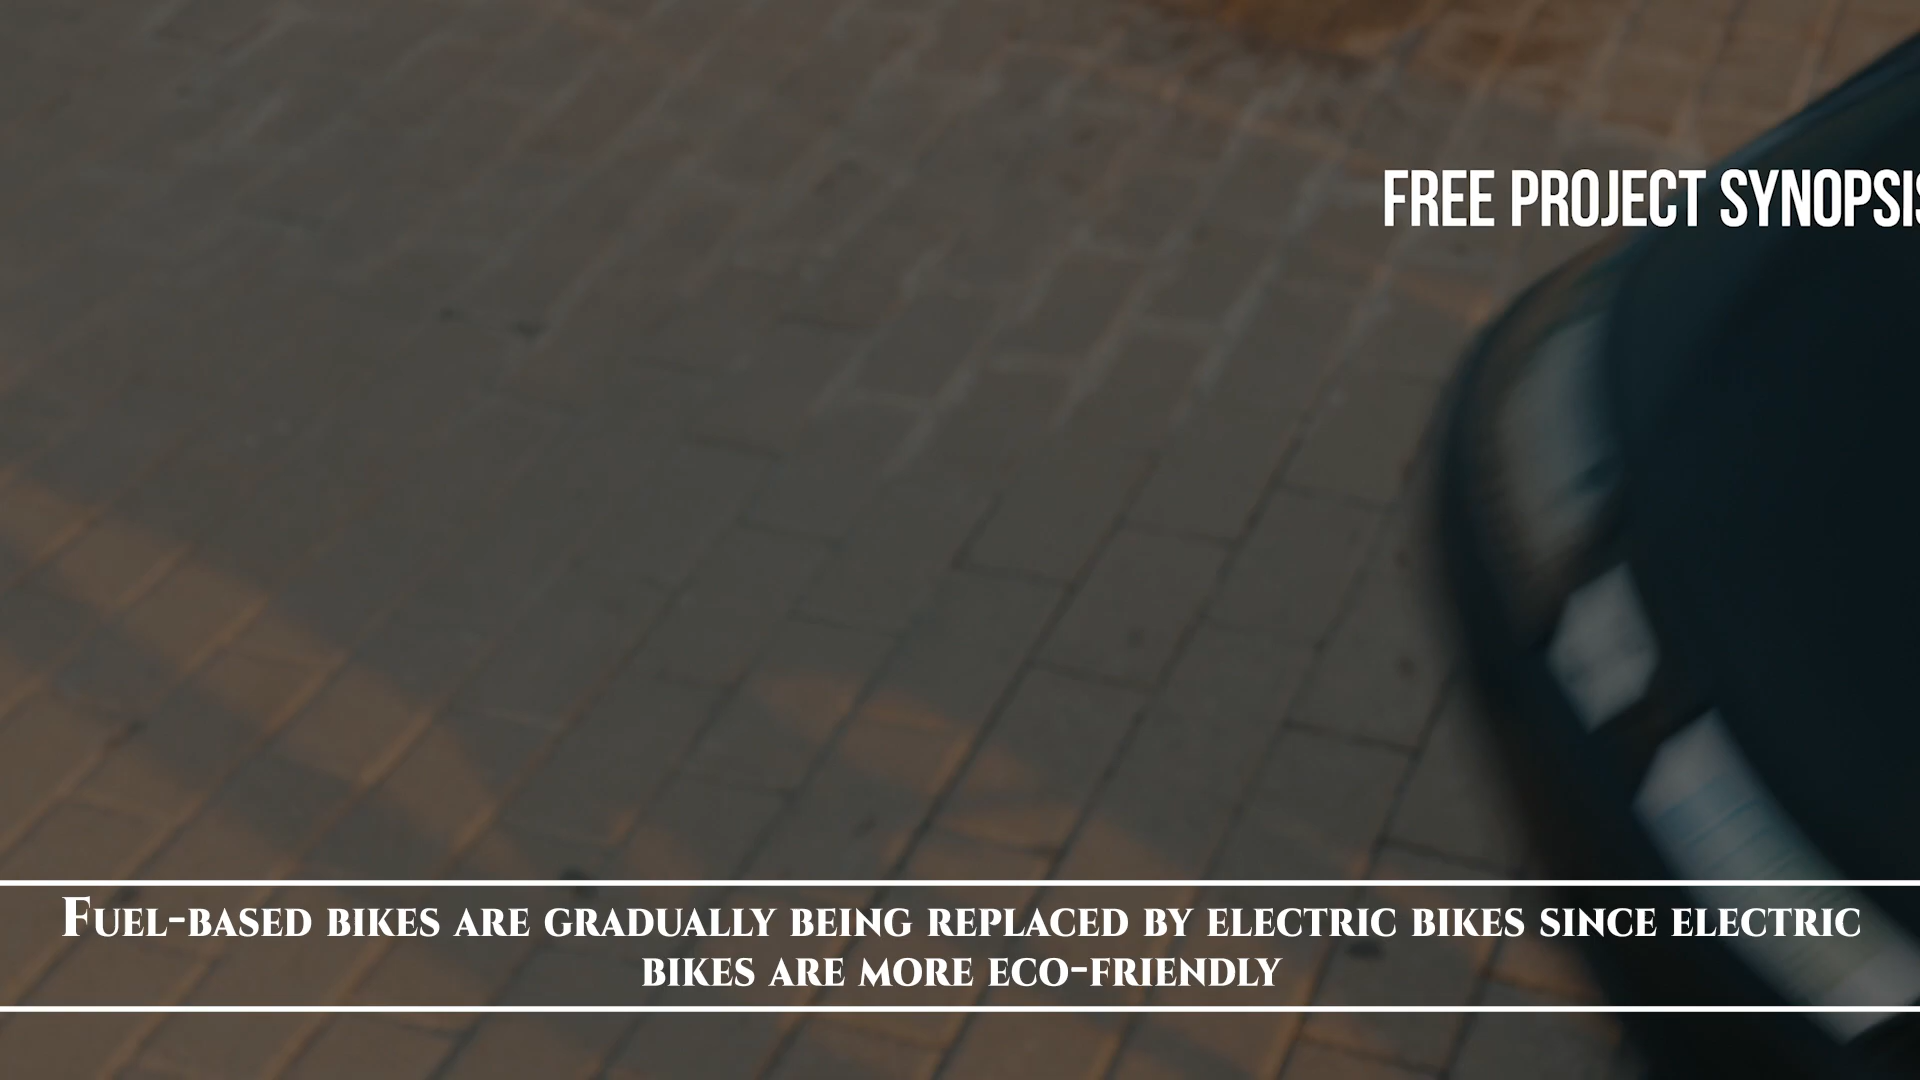 FREE PROJECT SYNOPSIS
Fuel-based bikes are gradually being replaced by electric bikes since electric
bikes are more eco-friendly